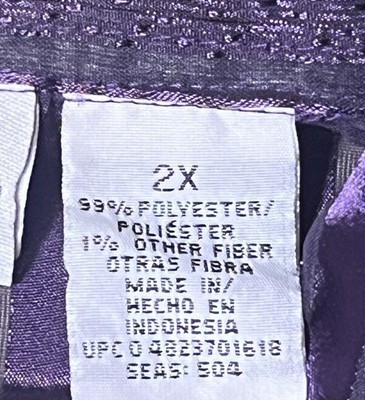 2X
99% POLYESTER/
POLIÉSTER
1% OTHER FIBER
OTRAS FIBRA
MADE IN/
HECHO EN
INDONESIA
UPC 0 4823701618
SEAS: 504